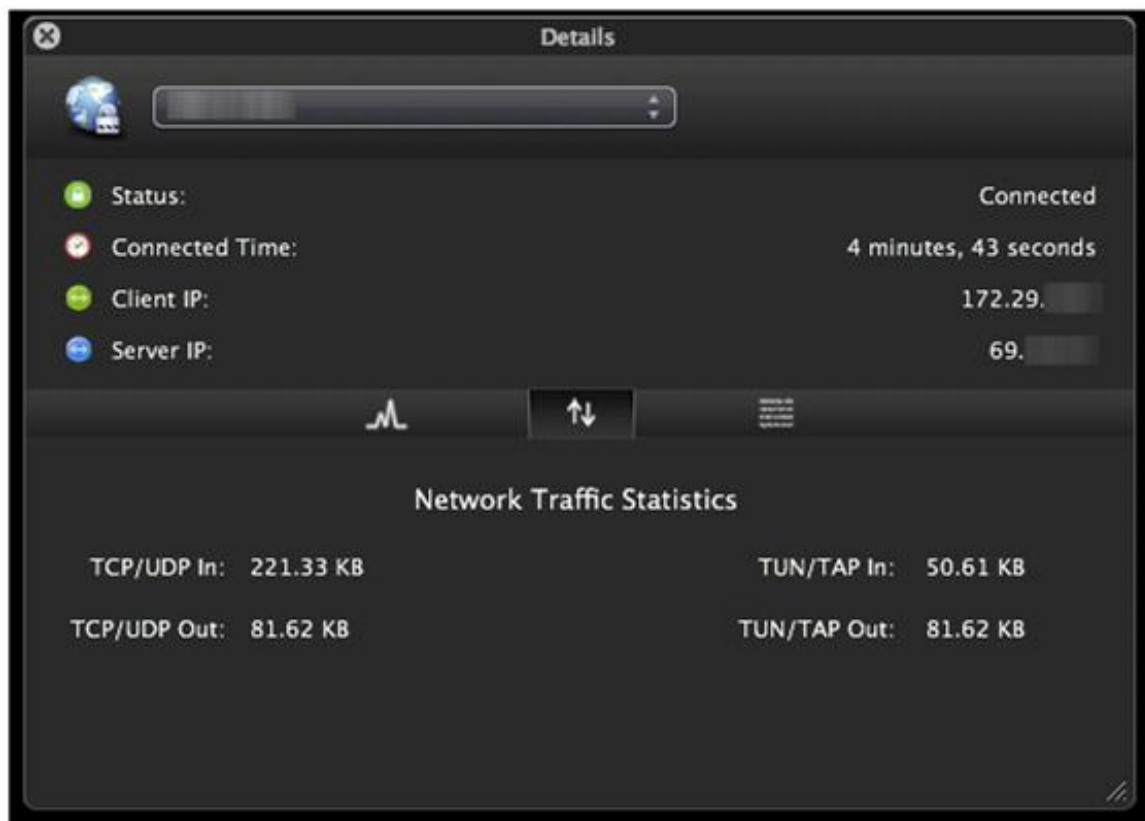 Details
Status: Connected
Connected Time: 4 minutes, 43 seconds
Client IP: 172.29.
Server IP: 69.
Network Traffic Statistics
TCP/UDP In: 221.33 KB TUN/TAP In: 50.61 KB
TCP/UDP Out: 81.62 KB TUN/TAP Out: 81.62 KB